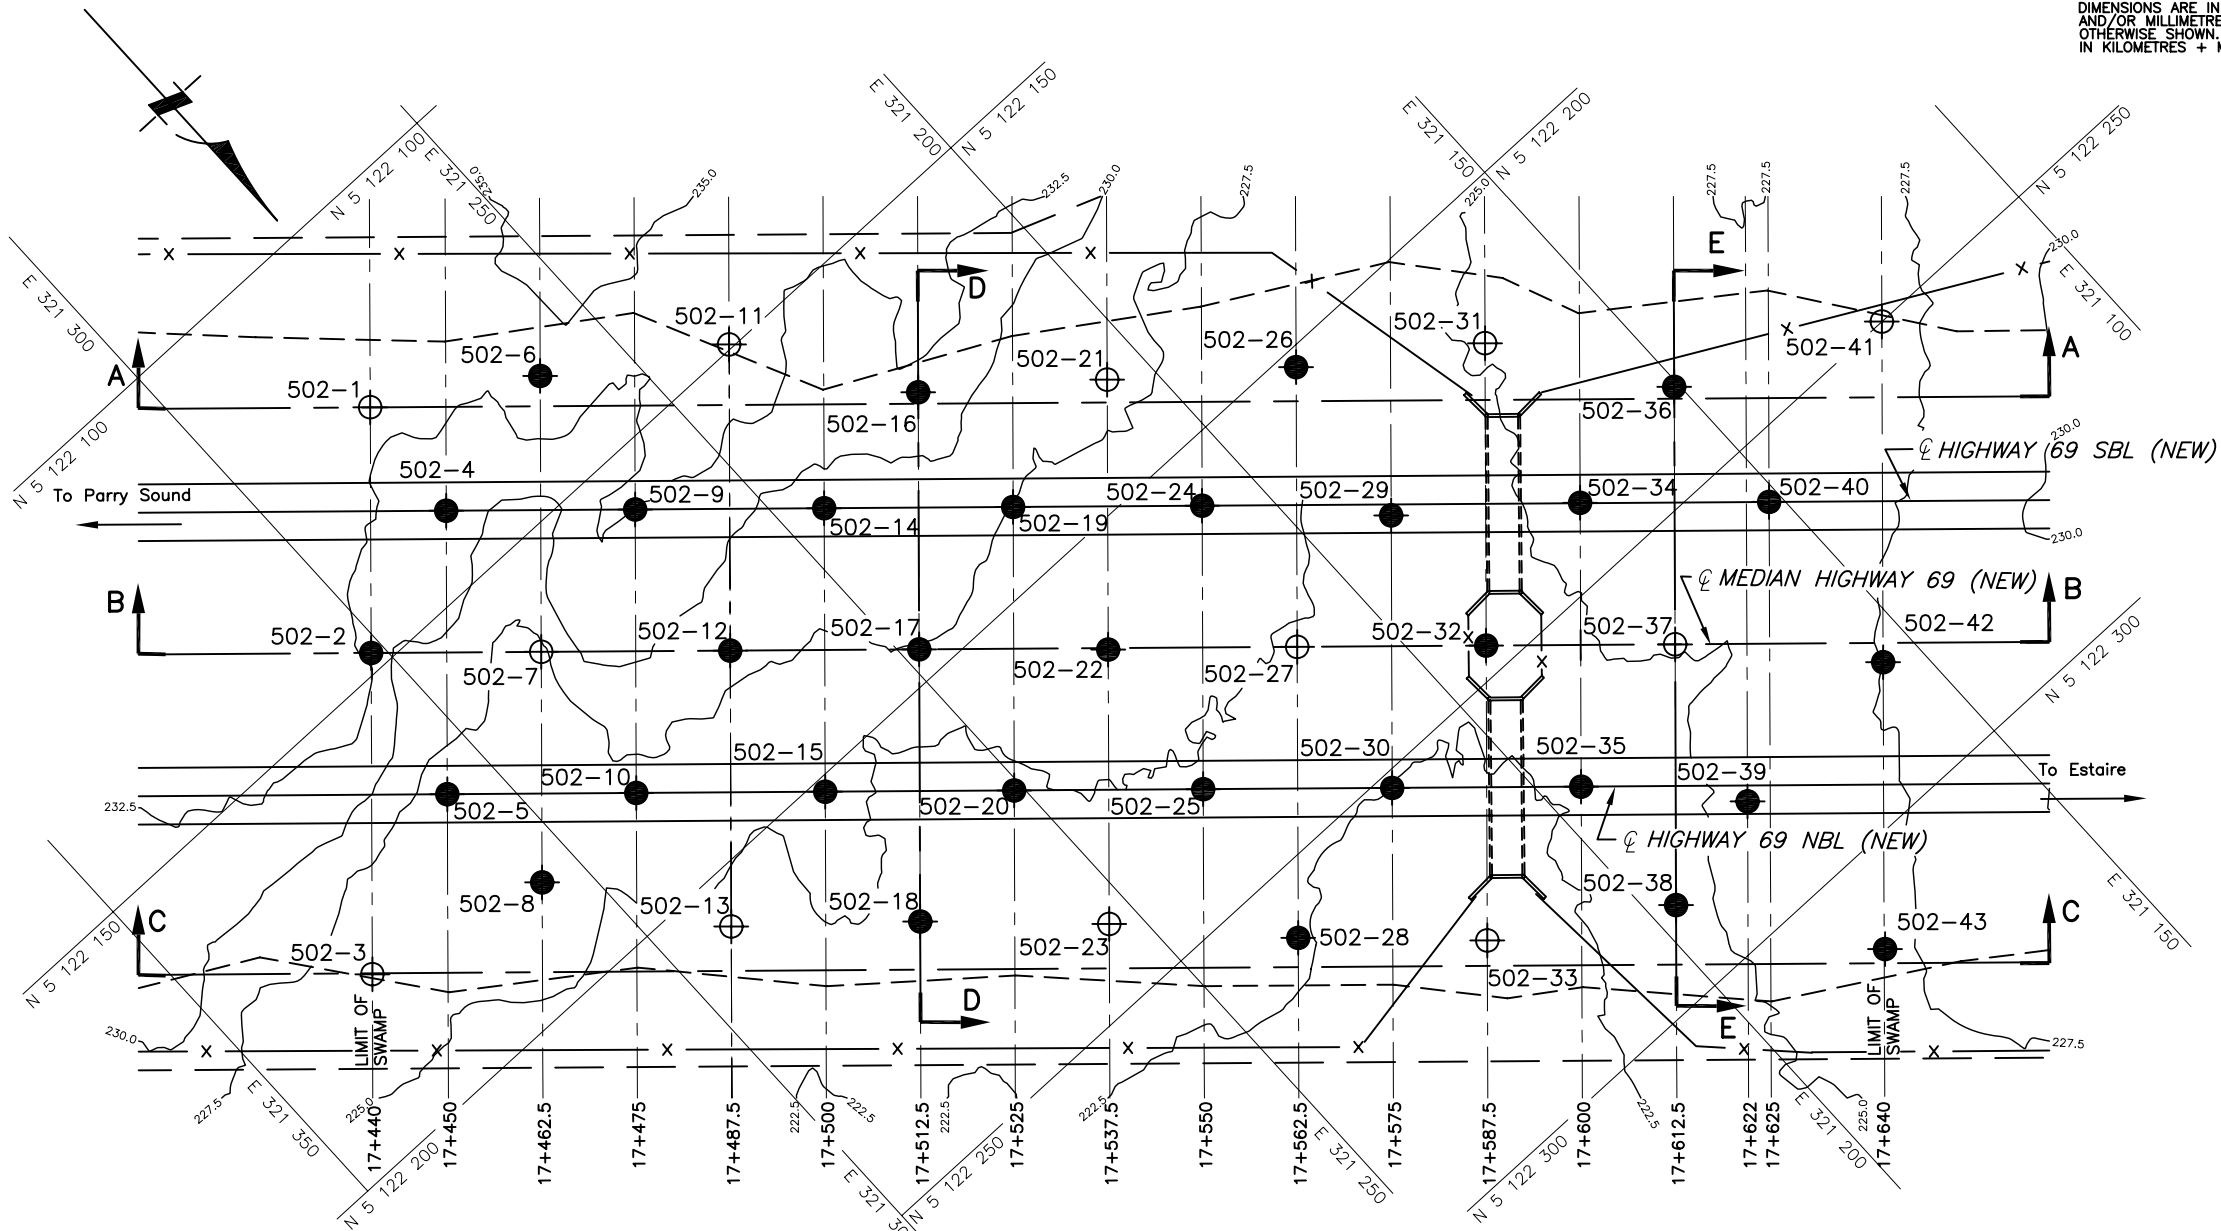 DIMENSIONS ARE IN
AND/OR MILLIMETRE
OTHERWISE SHOWN.
IN KILOMETRES +
N 5 122 100
E 321 250
E 321 200
N 5 122 150
E 321 150
N 5 122 200
N 5 122 250
E 321 100
235.0
235.0
232.5
230.0
227.5
225.0
227.5
227.5
227.5
230.0
E 321 300
D
E
X X X X X
502-11
502-6
502-21
502-26
502-31
502-41
A
A
502-1
502-16
502-36
N 5 122 100
230.0
℄ HIGHWAY 69 SBL (NEW)
502-4
To Parry Sound
502-9
502-24
502-29
502-34
502-40
502-14
502-19
230.0
℄ MEDIAN HIGHWAY 69 (NEW)
B
B
502-2
502-12
502-17
502-32
502-37
502-42
X
X
502-7
502-22
502-27
N 5 122 300
502-15
502-30
502-35
502-10
502-39
To Estaire
232.5
502-5
502-20
502-25
℄ HIGHWAY 69 NBL (NEW)
502-8
502-13
502-18
502-38
C
C
502-43
E 321 150
502-3
502-23
502-28
502-33
N 5 122 150
LIMIT OF
SWAMP
D
E
LIMIT OF
SWAMP
230.0
X X X X X X X X
227.5
227.5
225.0
222.5
222.5
222.5
222.5
222.5
225.0
E 321 350
N 5 122 200
E 321
N 5 122 250
E 321 250
N 5 122 300
E 321 200
17+440
17+450
17+462.5
17+475
17+487.5
17+500
17+512.5
17+525
17+537.5
17+550
17+562.5
17+575
17+587.5
17+600
17+612.5
17+622
17+625
17+640